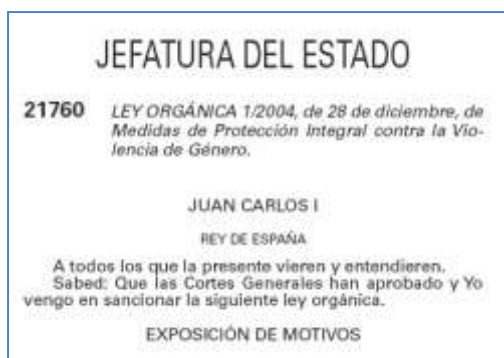 JEFATURA DEL ESTADO
21760 LEY ORGÁNICA 1/2004, de 28 de diciembre, de
Medidas de Protección Integral contra la Vio-
lencia de Género.
JUAN CARLOS I
REY DE ESPAÑA
A todos los que la presente vieren y entendieren.
Sabed: Que las Cortes Generales han aprobado y Yo
vengo en sancionar la siguiente ley orgánica.
EXPOSICIÓN DE MOTIVOS